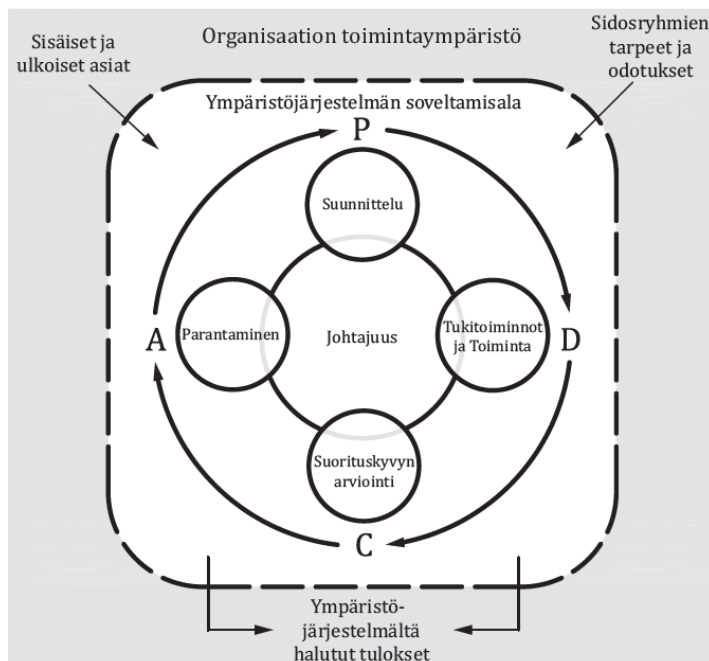 Sisäiset ja
ulkoiset asiat
Organisaation toimintaympäristö
Sidosryhmien
tarpeet ja
odotukset
Ympäristöjärjestelmän soveltamisala
P
Suunnittelu
A
Parantaminen
Johtajuus
Tukitoiminnot
ja Toiminta
D
Suorituskyvyn
arviointi
C
Ympäristö-
järjestelmältä
halutut tulokset